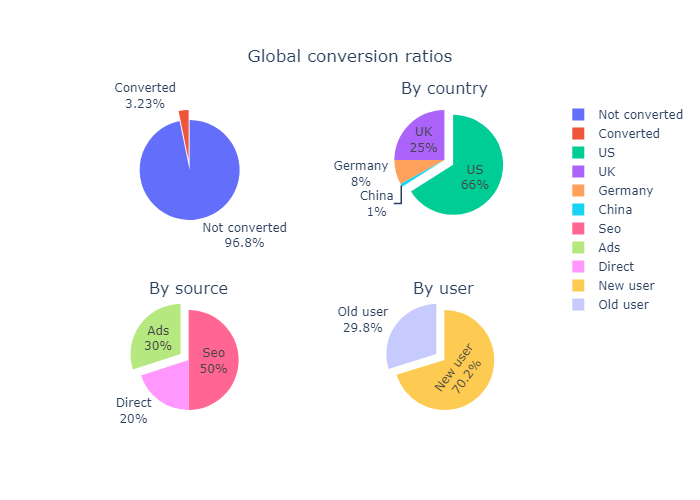 Global conversion ratios
Converted
3.23%
Not converted
96.8%
By country
UK
25%
US
66%
Germany
8%
China
1%
Not converted
Converted
US
UK
Germany
China
Seo
Ads
Direct
New user
Old user
By source
Ads
30%
Seo
50%
Direct
20%
By user
Old user
29.8%
New user
70.2%